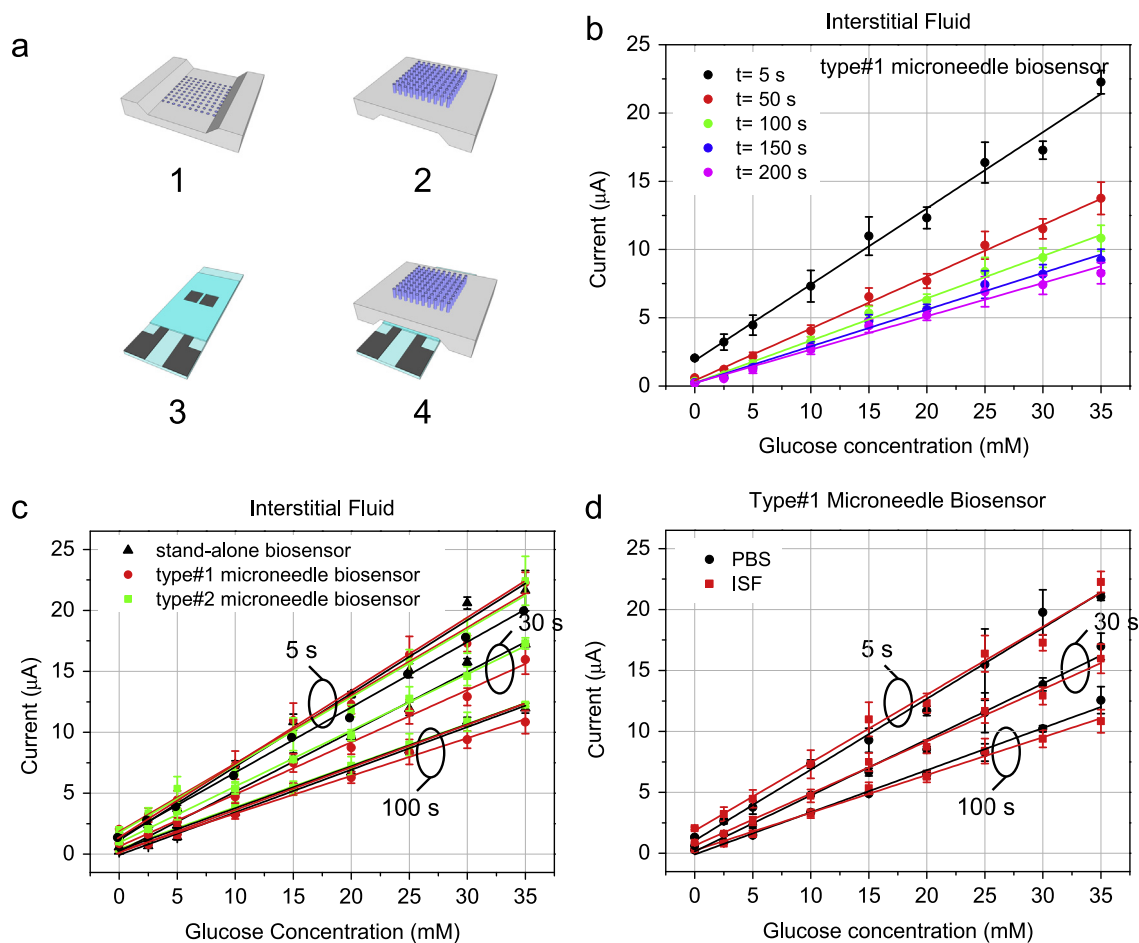 a
1
2
3
4
b
Interstitial Fluid
type#1 microneedle biosensor
t= 5 s
t= 50 s
t= 100 s
t= 150 s
t= 200 s
25
20
15
10
5
0
Current (μA)
0 5 10 15 20 25 30 35
Glucose concentration (mM)
c
Interstitial Fluid
stand-alone biosensor
type#1 microneedle biosensor
type#2 microneedle biosensor
5 s
30 s
100 s
25
20
15
10
5
0
Current (μA)
0 5 10 15 20 25 30 35
Glucose Concentration (mM)
d
Type#1 Microneedle Biosensor
PBS
ISF
5 s
30 s
100 s
25
20
15
10
5
0
Current (μA)
0 5 10 15 20 25 30 35
Glucose concentration (mM)